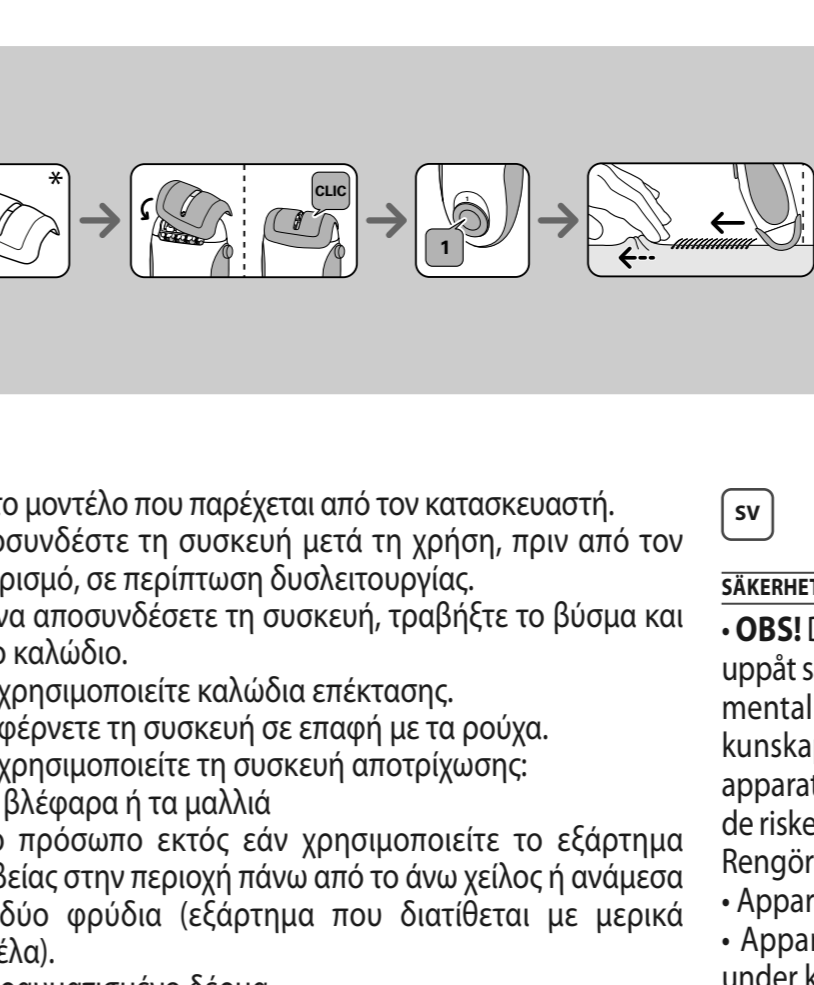 *
CLIC
1
1
το μοντέλο που παρέχεται από τον κατασκευαστή.
οσυνδέστε τη συσκευή μετά τη χρήση, πριν από τον
ρισμό, σε περίπτωση δυσλειτουργίας.
να αποσυνδέσετε τη συσκευή, τραβήξτε το βύσμα και
ο καλώδιο.
χρησιμοποιείτε καλώδια επέκτασης.
φέρνετε τη συσκευή σε επαφή με τα ρούχα.
χρησιμοποιείτε τη συσκευή αποτρίχωσης:
βλέφαρα ή τα μαλλιά
ο πρόσωπο εκτός εάν χρησιμοποιείτε το εξάρτημα
βείας στην περιοχή πάνω από το άνω χείλος ή ανάμεσα
δύο φρύδια (εξάρτημα που διατίθεται με μερικά
έλα).
SV
SÄKERHET
• OBS!
uppåt s
mental
kunska
apparat
de riske
Rengör
• Appar
• Appar
under k